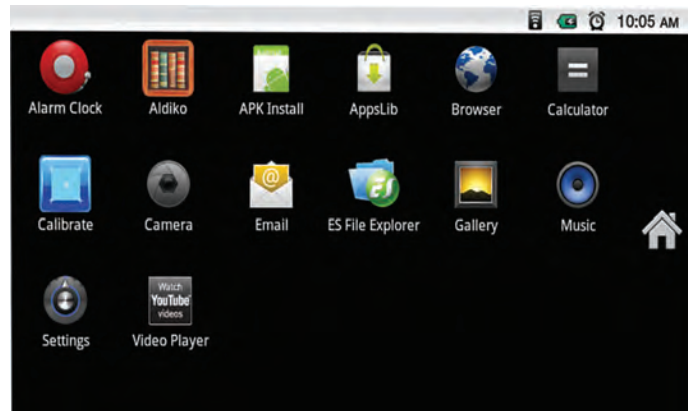 10:05 AM
Alarm Clock Aldiko APK Install AppsLib Browser Calculator
@
Calibrate Camera Email ES File Explorer Gallery Music
Watch
YouTube
videos
Settings Video Player